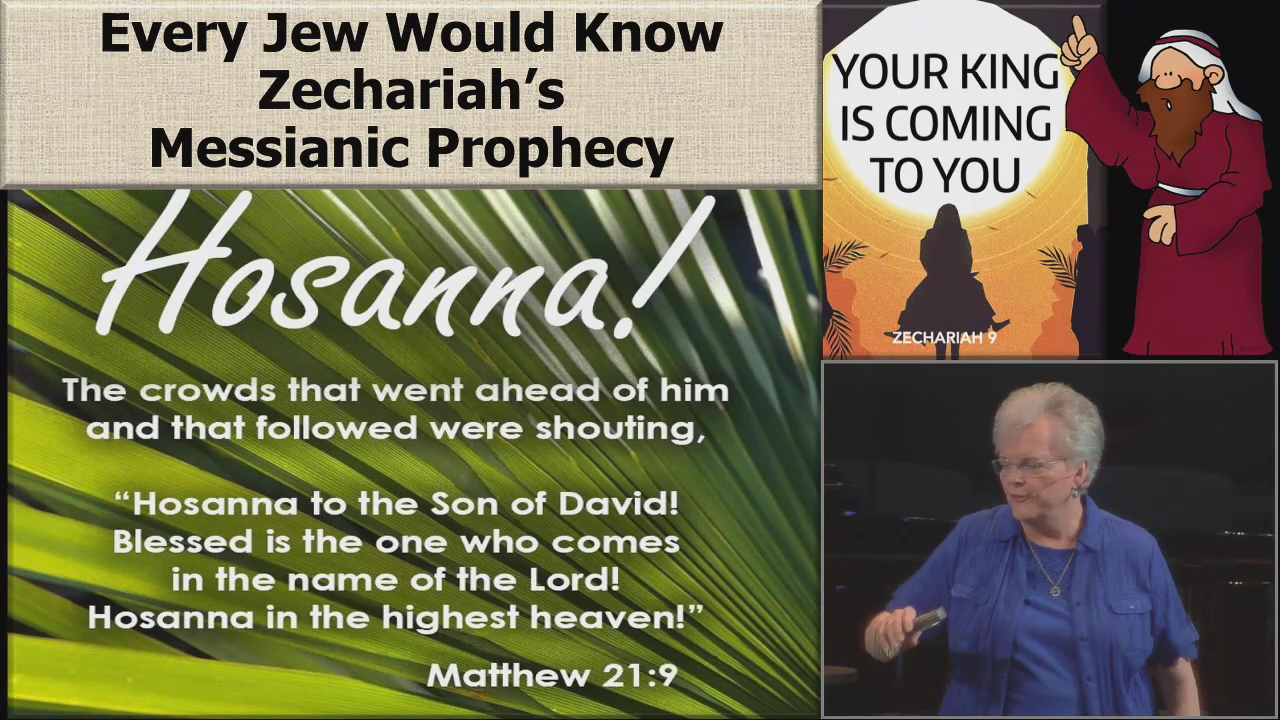 Every Jew Would Know
Zechariah's
Messianic Prophecy
YOUR KING
IS COMING
TO YOU
ZECHARIAH 9
Hosanna!
The crowds that went ahead of him
and that followed were shouting,
“Hosanna to the Son of David!
Blessed is the one who comes
in the name of the Lord!
Hosanna in the highest heaven!”
Matthew 21:9